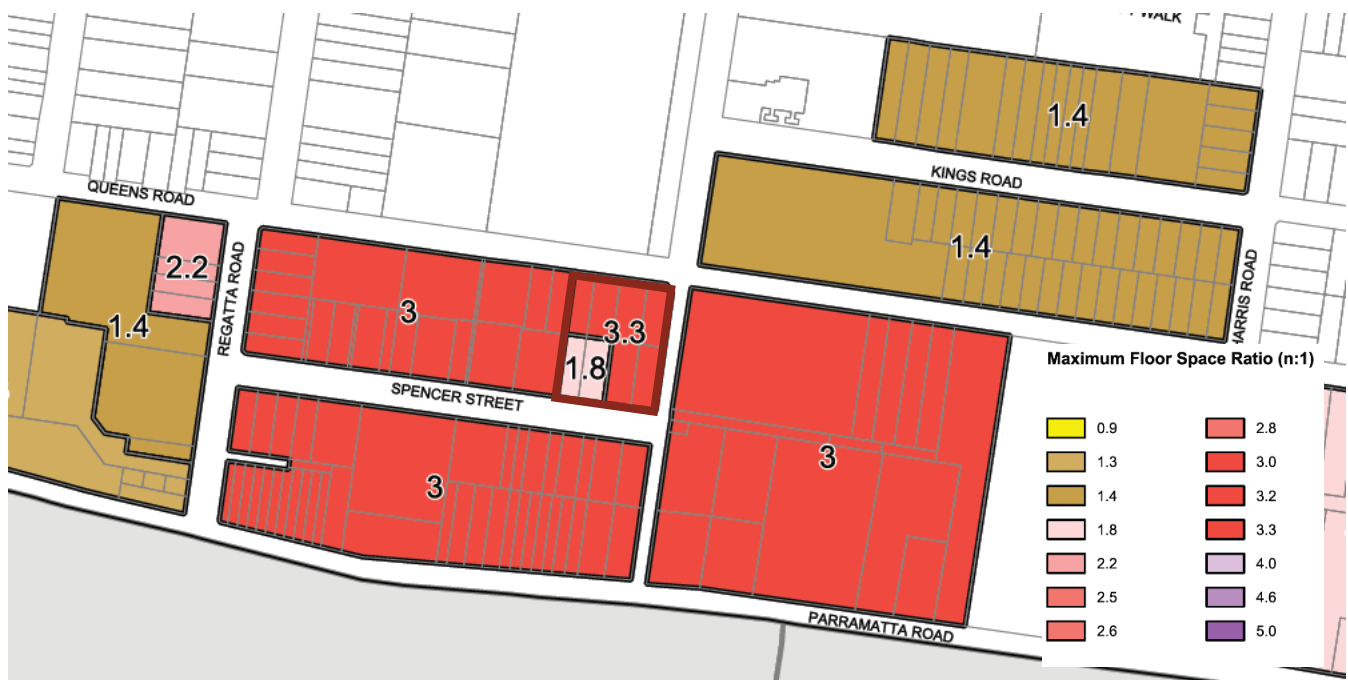 WALK
1.4
KINGS ROAD
QUEENS ROAD
2.2
REGATTA ROAD
1.4
HARRIS ROAD
3
3.3
1.4
1.8
SPENCER STREET
3
3
PARRAMATTA ROAD
Maximum Floor Space Ratio (n:1)
0.9
1.3
1.4
1.8
2.2
2.5
2.6
2.8
3.0
3.2
3.3
4.0
4.6
5.0